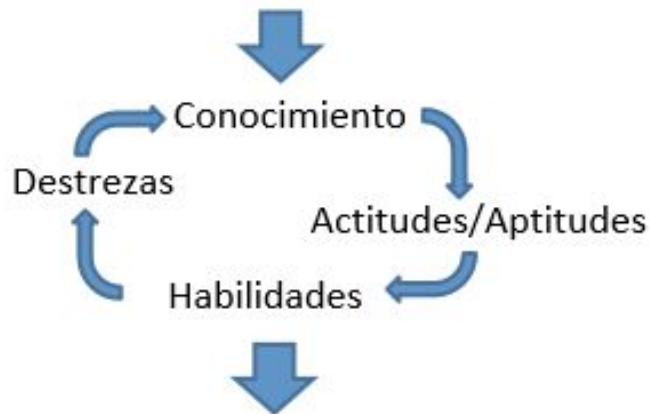 Conocimiento
Destrezas
Actitudes/Aptitudes
Habilidades